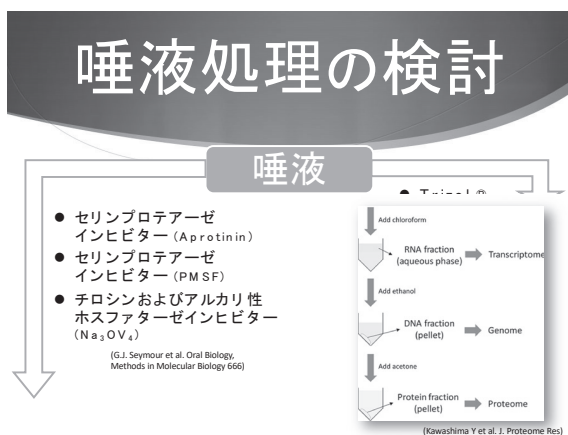 唾液処理の検討
唾液
● セリンプロテアーゼ
インヒビター (Aprotinin)
● セリンプロテアーゼ
インヒビター (PMSF)
● チロシンおよびアルカリ性
ホスファターゼインヒビター
(Na₃OV₄)
(G.J. Seymour et al. Oral Biology,
Methods in Molecular Biology 666)
Add chloroform
RNA fraction
(aqueous phase)
Transcriptome
Add ethanol
DNA fraction
(pellet)
Genome
Add acetone
Protein fraction
(pellet)
Proteome
(Kawashima Y et al. J. Proteome Res)